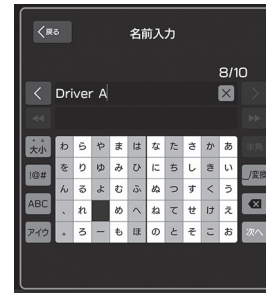 戻る
名前入力
8/10
Driver A
大小 わ ら や ま は な た さ か あ 半角
!@# を り ゆ み ひ に ち し き い _/変換
ABC ん る よ む ふ ぬ つ す く う
、 れ め へ ね て せ け え
アイウ 。 ろ ー も ほ の と そ こ お 次へ